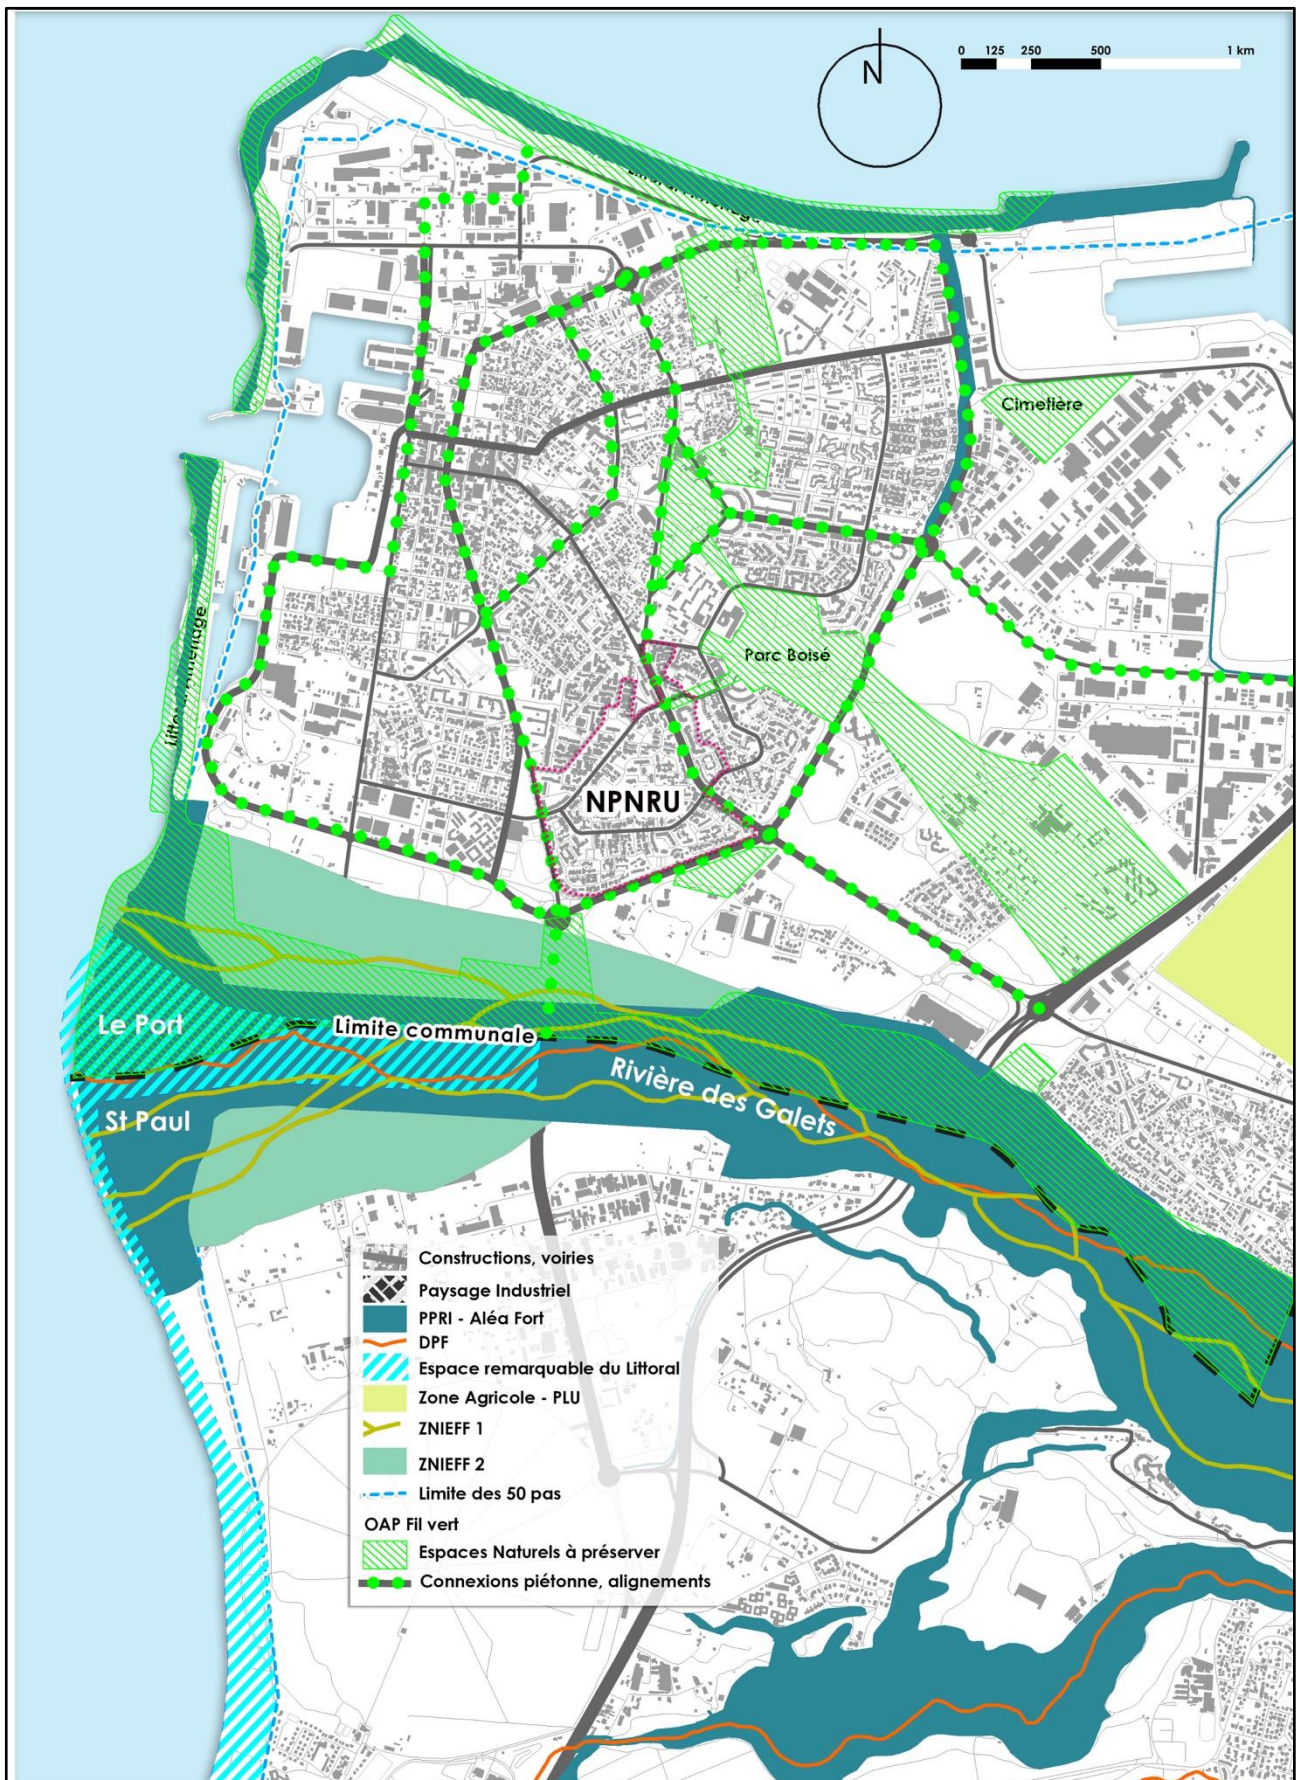 N
0 125 250 500 1 km
Cimetière
Parc Boisé
NPNRU
Le Port
Limite communale
St Paul
Rivière des Galets
Constructions, voiries
Paysage Industriel
PPRI - Aléa Fort
DPF
Espace remarquable du Littoral
Zone Agricole - PLU
ZNIEFF 1
ZNIEFF 2
Limite des 50 pas
OAP Fil vert
Espaces Naturels à préserver
Connexions piétonne, alignements